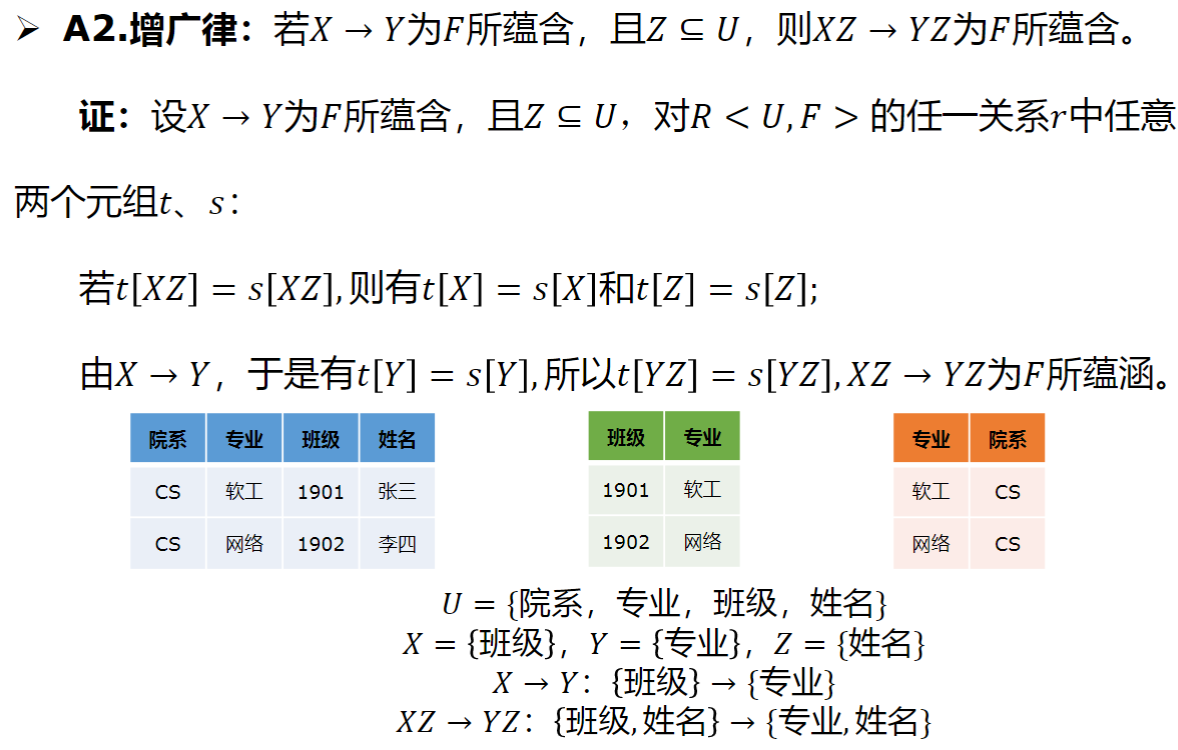 ➢ A2.增广律：若X → Y为F所蕴含，且Z ⊆ U，则XZ → YZ为F所蕴含。
证：设X → Y为F所蕴含，且Z ⊆ U，对R < U, F > 的任一关系r中任意
两个元组t、s：
若t[XZ] = s[XZ],则有t[X] = s[X]和t[Z] = s[Z];
由X → Y，于是有t[Y] = s[Y],所以t[YZ] = s[YZ], XZ → YZ为F所蕴涵。
院系 专业 班级 姓名
CS 软工 1901 张三
CS 网络 1902 李四
班级 专业
1901 软工
1902 网络
专业 院系
软工 CS
网络 CS
U = {院系，专业，班级，姓名}
X = {班级}，Y = {专业}，Z = {姓名}
X → Y：{班级} → {专业}
XZ → YZ：{班级,姓名} → {专业,姓名}